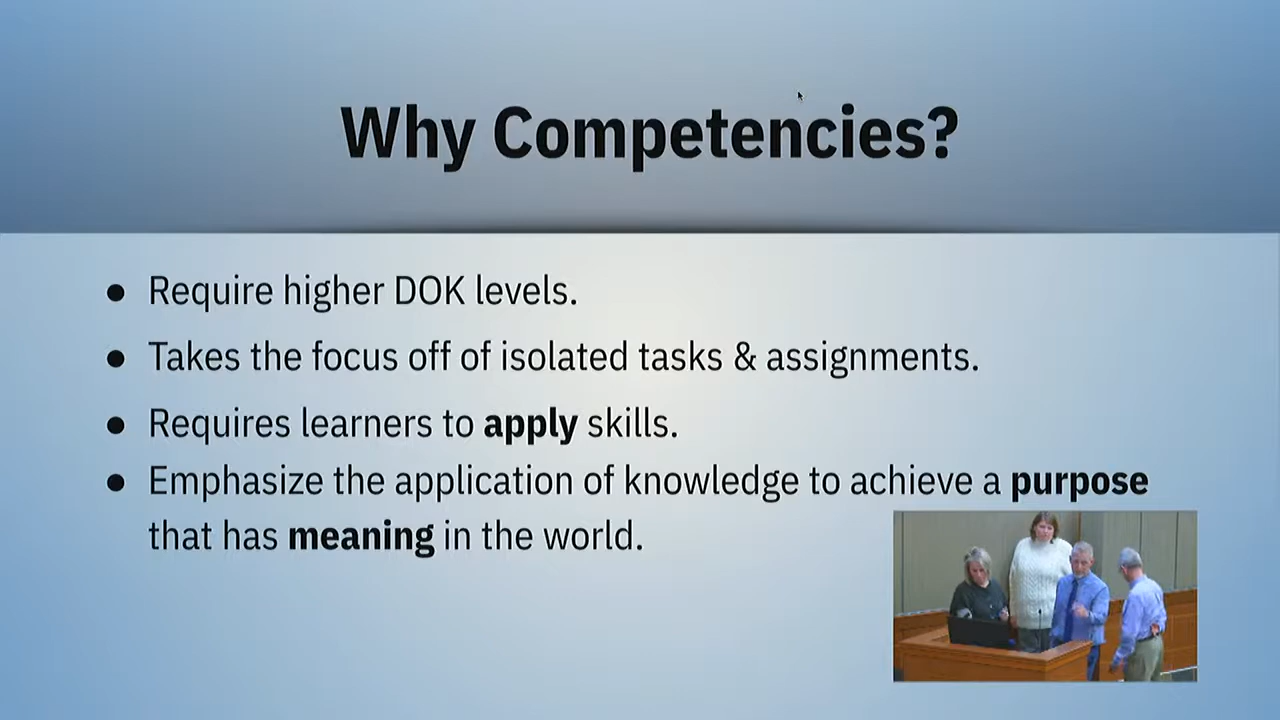 Why Competencies?
● Require higher DOK levels.
● Takes the focus off of isolated tasks & assignments.
● Requires learners to apply skills.
● Emphasize the application of knowledge to achieve a purpose
that has meaning in the world.